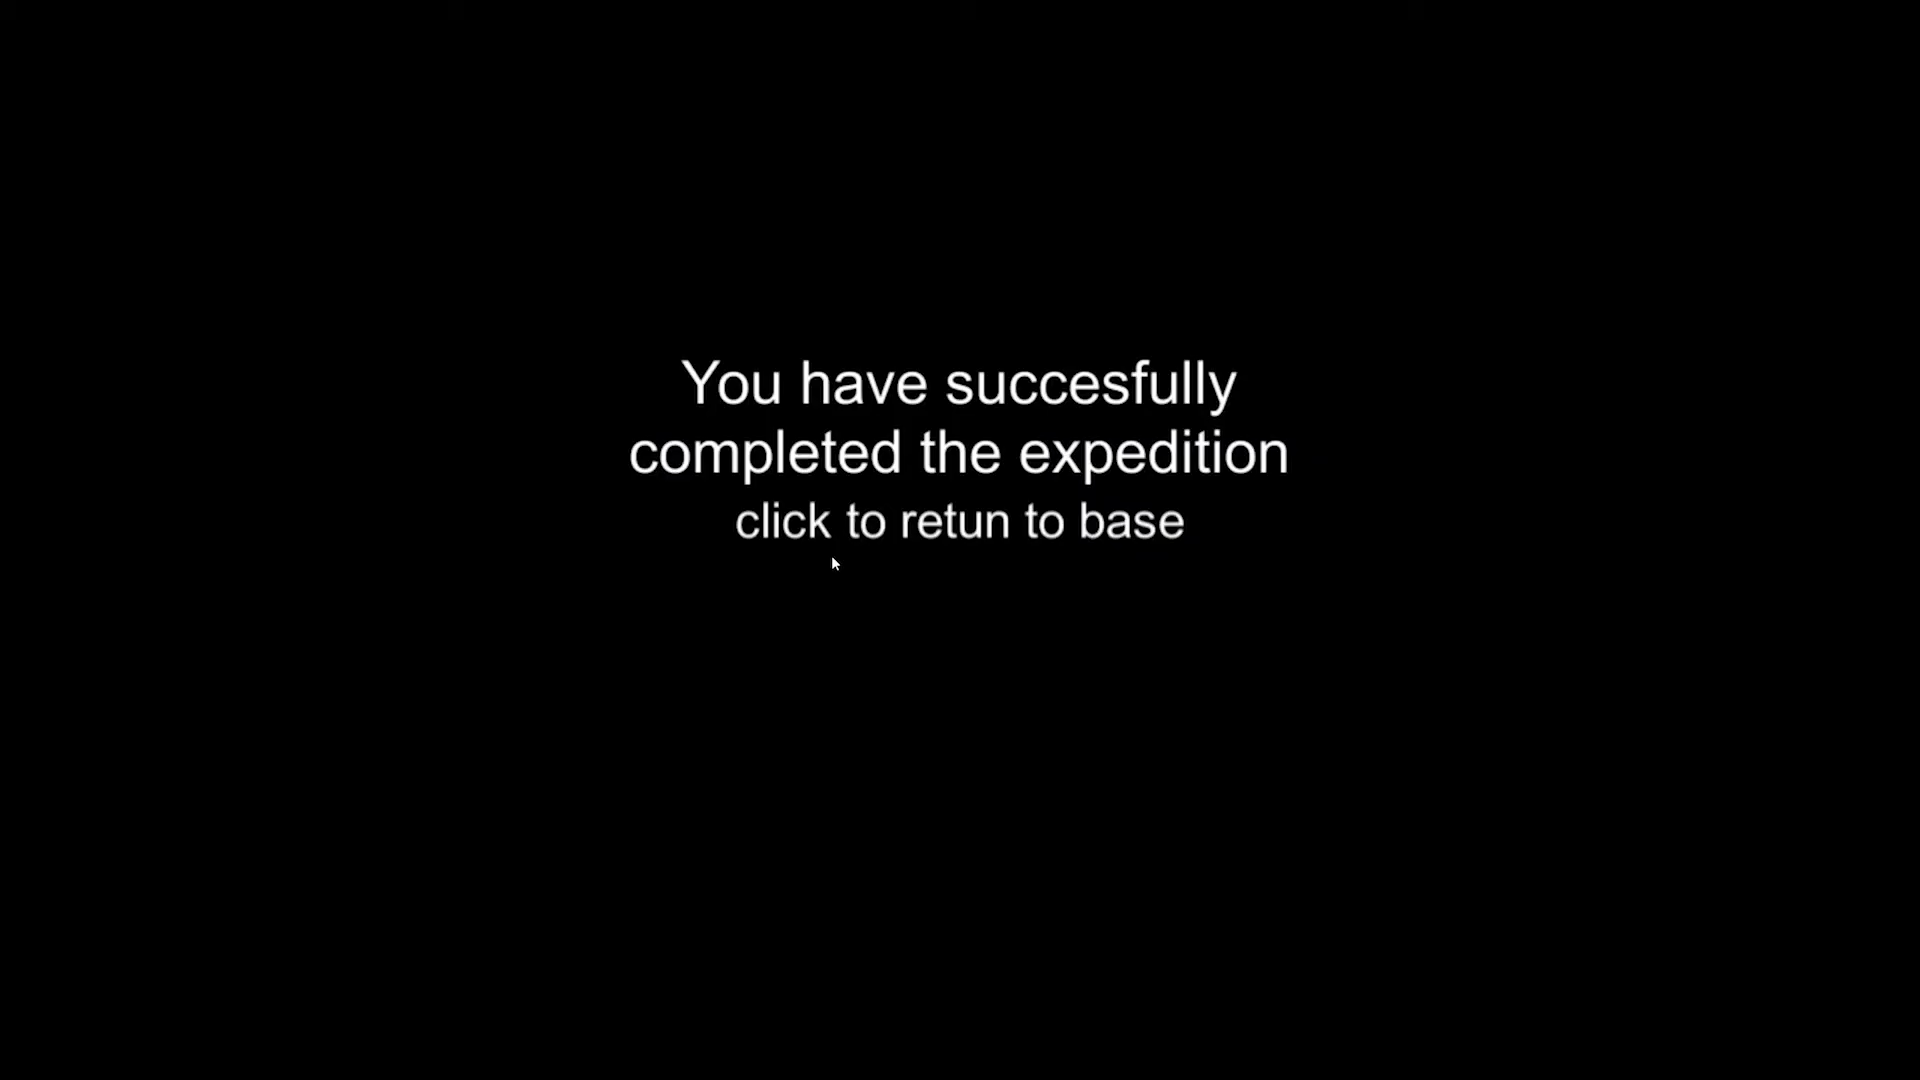 You have succesfully
completed the expedition
click to retun to base